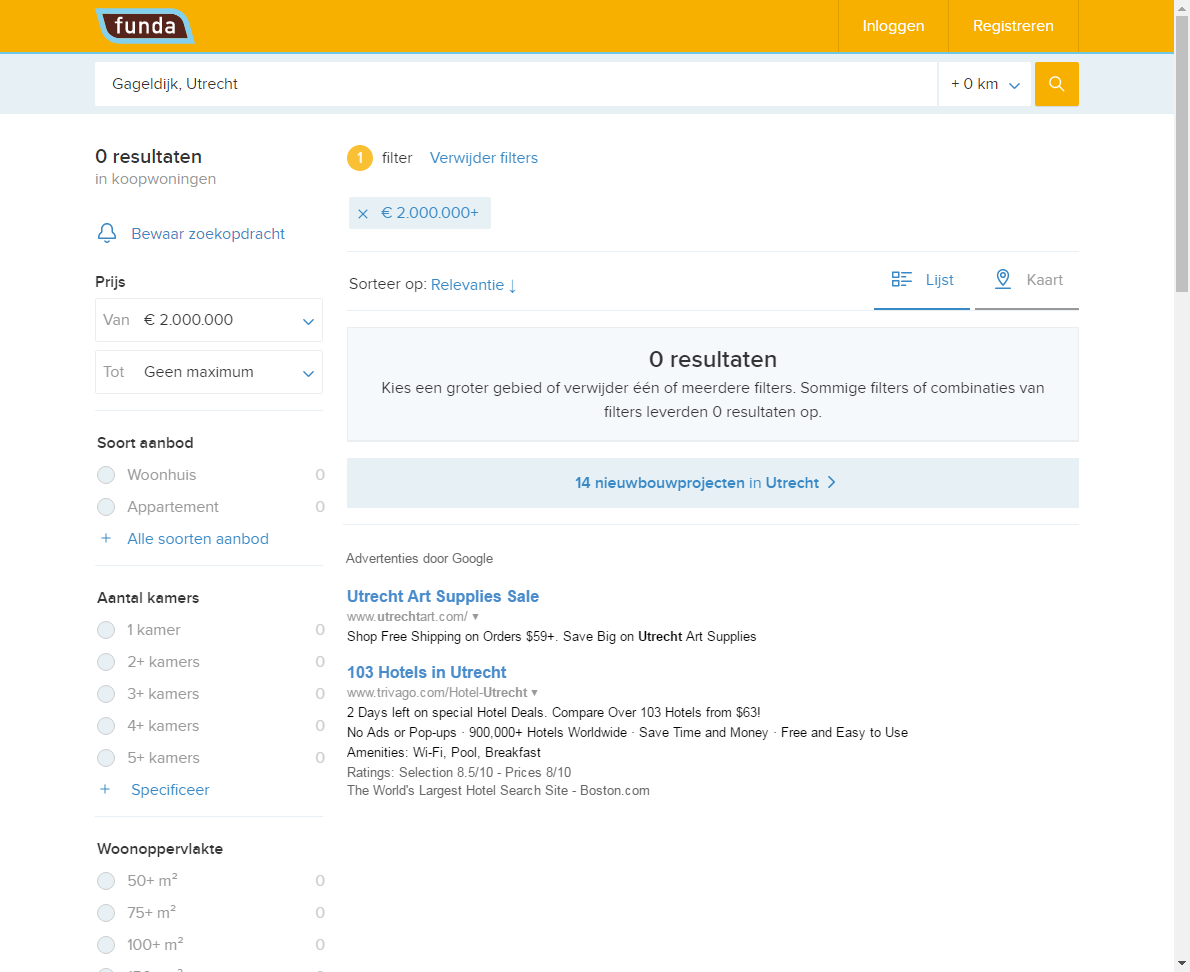 funda
Inloggen
Registreren
Gageldijk, Utrecht
+ 0 km
0 resultaten
in koopwoningen
Bewaar zoekopdracht
Prijs
Van € 2.000.000
Tot Geen maximum
Soort aanbod
Woonhuis 0
Appartement 0
+ Alle soorten aanbod
Aantal kamers
1 kamer 0
2+ kamers 0
3+ kamers 0
4+ kamers 0
5+ kamers 0
+ Specificeer
Woonoppervlakte
50+ m² 0
75+ m² 0
100+ m² 0
1 filter Verwijder filters
× € 2.000.000+
Sorteer op: Relevantie ↓
Lijst
Kaart
0 resultaten
Kies een groter gebied of verwijder één of meerdere filters. Sommige filters of combinaties van
filters leverden 0 resultaten op.
14 nieuwbouwprojecten in Utrecht >
Advertenties door Google
Utrecht Art Supplies Sale
www.utrechtart.com/ ▼
Shop Free Shipping on Orders $59+. Save Big on Utrecht Art Supplies
103 Hotels in Utrecht
www.trivago.com/Hotel-Utrecht ▼
2 Days left on special Hotel Deals. Compare Over 103 Hotels from $63!
No Ads or Pop-ups · 900,000+ Hotels Worldwide · Save Time and Money · Free and Easy to Use
Amenities: Wi-Fi, Pool, Breakfast
Ratings: Selection 8.5/10 - Prices 8/10
The World's Largest Hotel Search Site - Boston.com